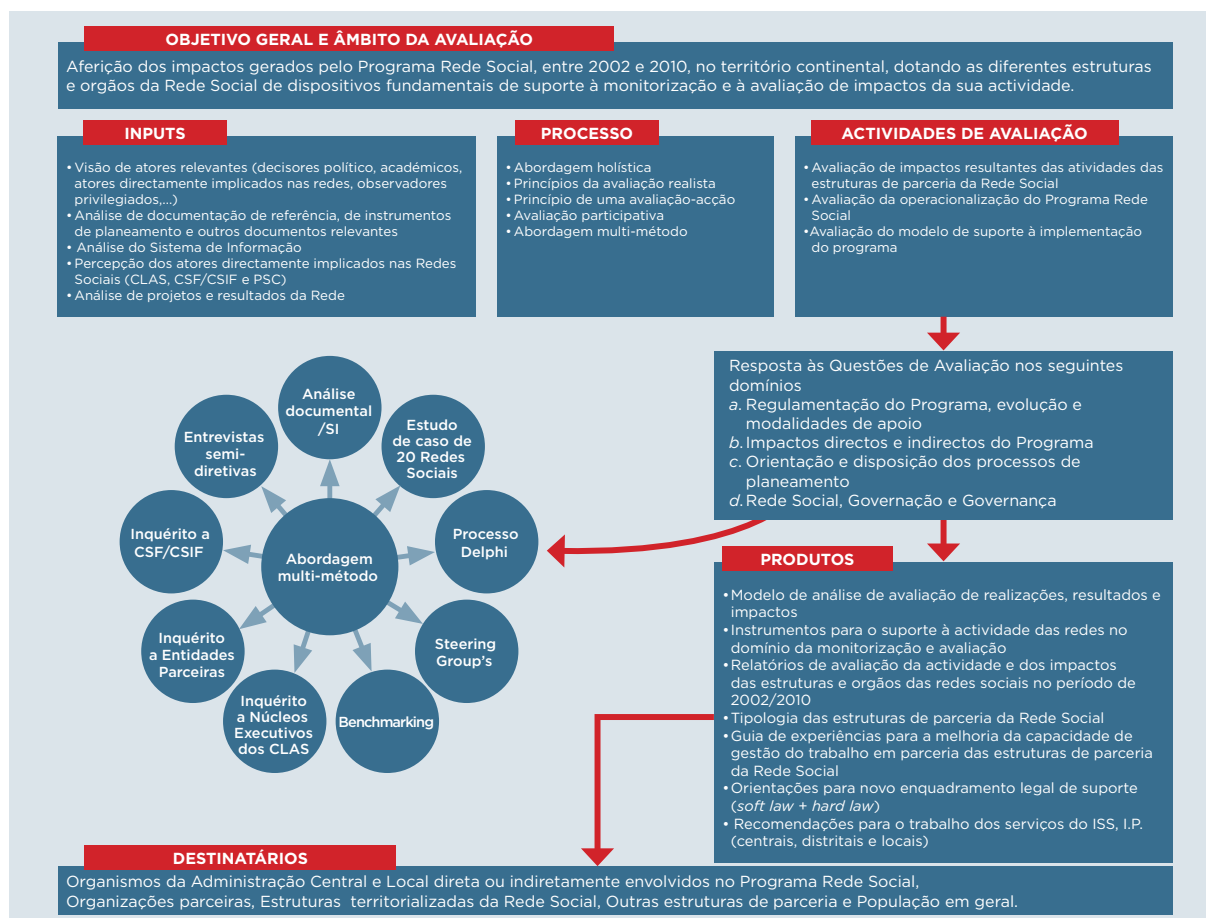 OBJETIVO GERAL E ÂMBITO DA AVALIAÇÃO
Aferição dos impactos gerados pelo Programa Rede Social, entre 2002 e 2010, no território continental, dotando as diferentes estruturas
e orgãos da Rede Social de dispositivos fundamentais de suporte à monitorização e à avaliação de impactos da sua actividade.
INPUTS
• Visão de atores relevantes (decisores político, académicos,
atores directamente implicados nas redes, observadores
privilegiados,...)
• Análise de documentação de referência, de instrumentos
de planeamento e outros documentos relevantes
• Análise do Sistema de Informação
• Percepção dos atores directamente implicados nas Redes
Sociais (CLAS, CSF/CSIF e PSC)
• Análise de projetos e resultados da Rede
PROCESSO
• Abordagem holística
• Princípios da avaliação realista
• Princípio de uma avaliação-acção
• Avaliação participativa
• Abordagem multi-método
ACTIVIDADES DE AVALIAÇÃO
• Avaliação de impactos resultantes das atividades das
estruturas de parceria da Rede Social
• Avaliação da operacionalização do Programa Rede
Social
• Avaliação do modelo de suporte à implementação
do programa
Resposta às Questões de Avaliação nos seguintes
domínios
a. Regulamentação do Programa, evolução e
modalidades de apoio
b. Impactos directos e indirectos do Programa
c. Orientação e disposição dos processos de
planeamento
d. Rede Social, Governação e Governança
Análise
documental
/SI
Estudo
de caso de
20 Redes
Sociais
Processo
Delphi
Steering
Group's
Benchmarking
Inquérito
a Núcleos
Executivos
dos CLAS
Inquérito
a Entidades
Parceiras
Inquérito a
CSF/CSIF
Entrevistas
semi-
diretivas
Abordagem
multi-método
PRODUTOS
• Modelo de análise de avaliação de realizações, resultados e
impactos
• Instrumentos para o suporte à actividade das redes no
domínio da monitorização e avaliação
• Relatórios de avaliação da actividade e dos impactos
das estruturas e orgãos das redes sociais no período de
2002/2010
• Tipologia das estruturas de parceria da Rede Social
• Guia de experiências para a melhoria da capacidade de
gestão do trabalho em parceria das estruturas de parceria
da Rede Social
• Orientações para novo enquadramento legal de suporte
(soft law + hard law)
• Recomendações para o trabalho dos serviços do ISS, I.P.
(centrais, distritais e locais)
DESTINATÁRIOS
Organismos da Administração Central e Local direta ou indiretamente envolvidos no Programa Rede Social,
Organizações parceiras, Estruturas territorializadas da Rede Social, Outras estruturas de parceria e População em geral.